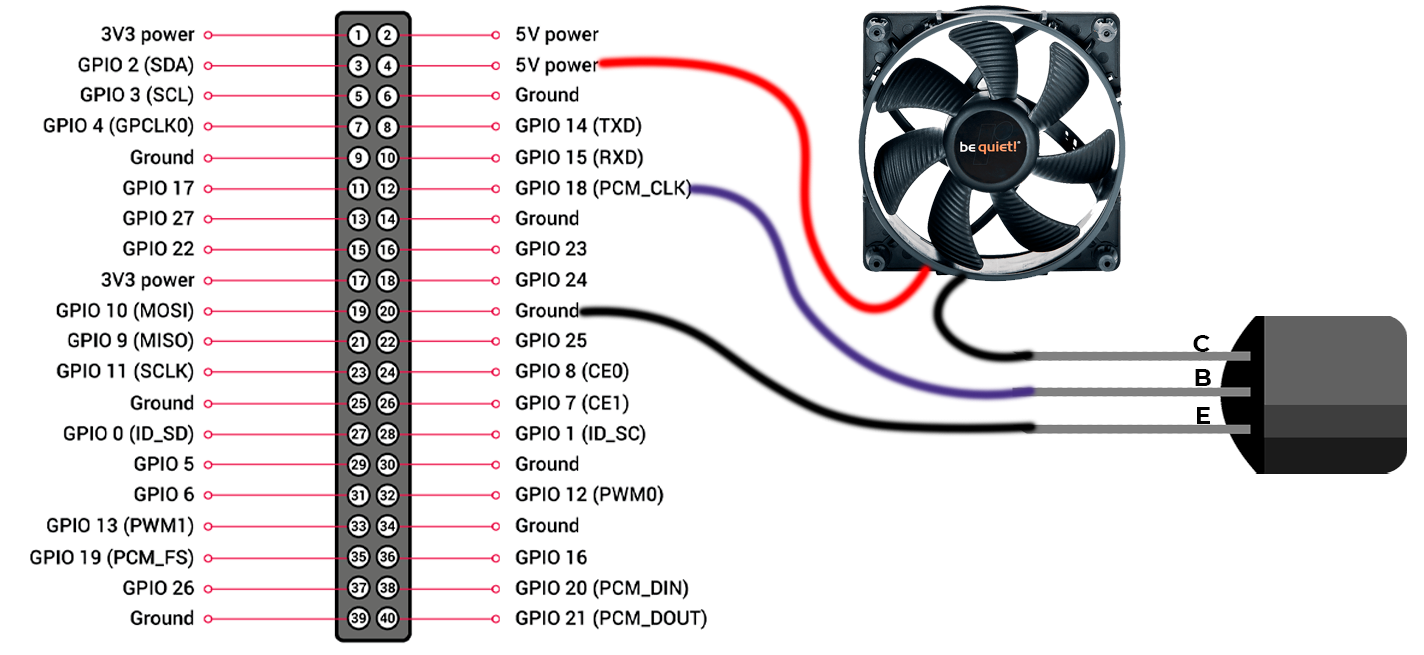 3V3 power 1 2 5V power
GPIO 2 (SDA) 3 4 5V power
GPIO 3 (SCL) 5 6 Ground
GPIO 4 (GPCLK0) 7 8 GPIO 14 (TXD)
Ground 9 10 GPIO 15 (RXD)
GPIO 17 11 12 GPIO 18 (PCM_CLK)
GPIO 27 13 14 Ground
GPIO 22 15 16 GPIO 23
3V3 power 17 18 GPIO 24
GPIO 10 (MOSI) 19 20 Ground
GPIO 9 (MISO) 21 22 GPIO 25
GPIO 11 (SCLK) 23 24 GPIO 8 (CE0)
Ground 25 26 GPIO 7 (CE1)
GPIO 0 (ID_SD) 27 28 GPIO 1 (ID_SC)
GPIO 5 29 30 Ground
GPIO 6 31 32 GPIO 12 (PWM0)
GPIO 13 (PWM1) 33 34 Ground
GPIO 19 (PCM_FS) 35 36 GPIO 16
GPIO 26 37 38 GPIO 20 (PCM_DIN)
Ground 39 40 GPIO 21 (PCM_DOUT)
be quiet!
C
B
E